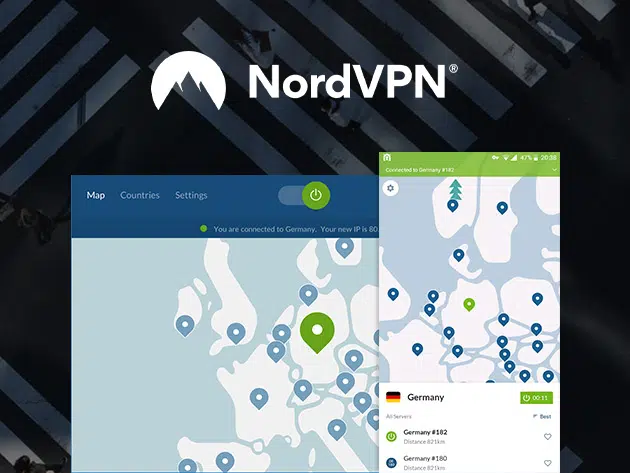 NordVPN®
Map Countries Settings
You are connected to Germany. Your new IP is 80.
47% 20:38
Connected to Germany #182
Germany
00:11
All Servers
Best
Germany #182
Distance 821km
Germany #180
Distance 821km